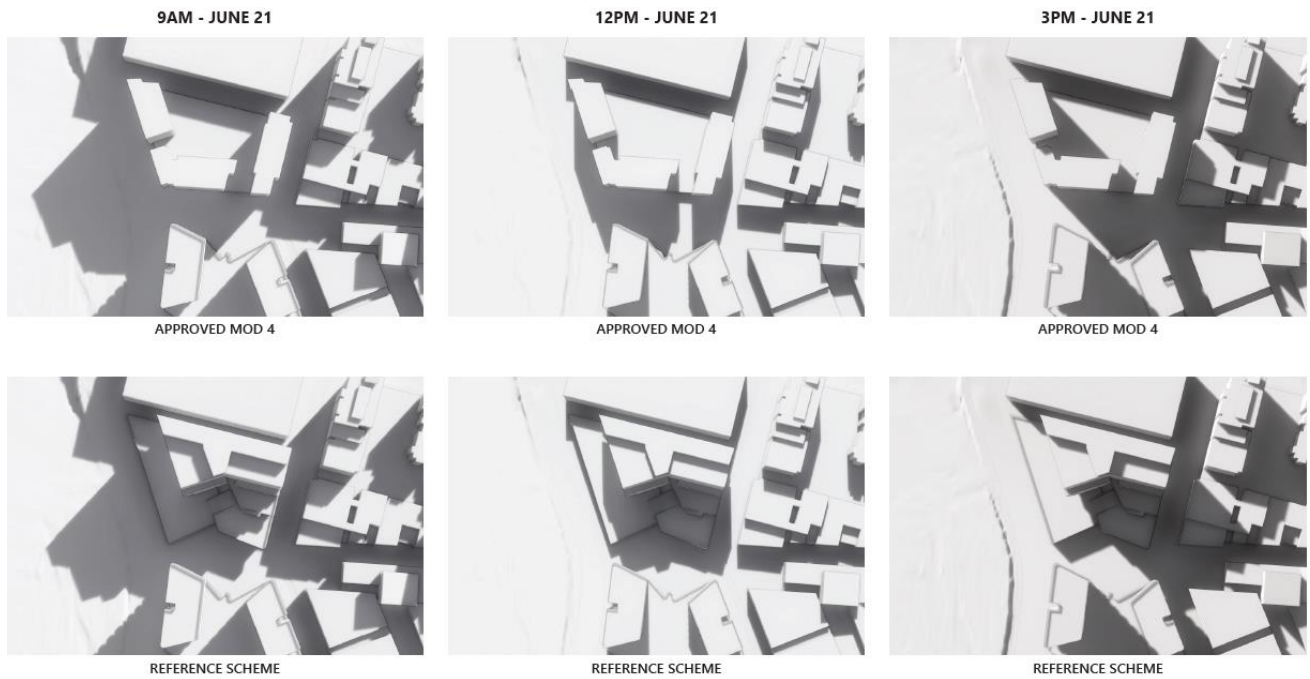 9AM - JUNE 21
12PM - JUNE 21
3PM - JUNE 21
APPROVED MOD 4
APPROVED MOD 4
APPROVED MOD 4
REFERENCE SCHEME
REFERENCE SCHEME
REFERENCE SCHEME